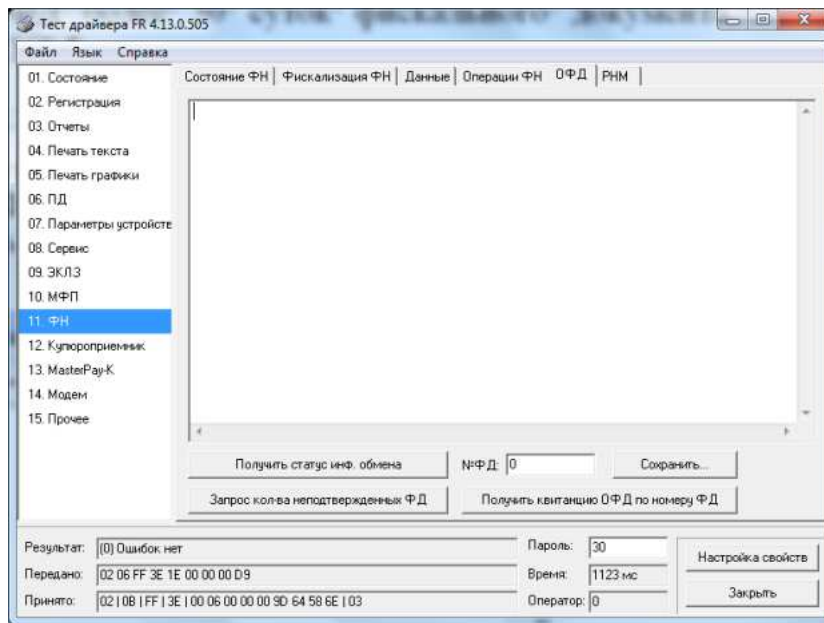 суток фискального документ
Тест драйвера FR 4.13.0.505
Файл Язык Справка
01. Состояние
02. Регистрация
03. Отчеты
04. Печать текста
05. Печать графики
06. ПД
07. Параметры устройств
08. Сервис
09. ЭКЛЗ
10. МФП
11. ФН
12. Купюроприемник
13. MasterPay-K
14. Модем
15. Прочее
Состояние ФН Фискализация ФН Данные Операции ФН ОФД РНМ
Получить статус инф. обмена №ФД: 0 Сохранить...
Запрос кол-ва неподтвержденных ФД Получить квитанцию ОФД по номеру ФД
Результат: (0) Ошибок нет Пароль: 30 Настройка свойств
Передано: 02 06 FF 3E 1E 00 00 00 D9 Время: 1123 мс
Принято: 02 | 0B | FF | 3E | 00 06 00 00 00 9D 64 58 6E | 03 Оператор: 0 Закрыть